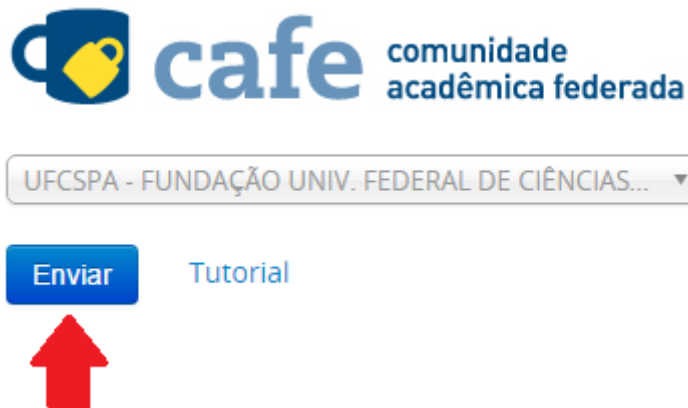 cafe comunidade
acadêmica federada
UFCSPA - FUNDAÇÃO UNIV. FEDERAL DE CIÊNCIAS...
Enviar Tutorial